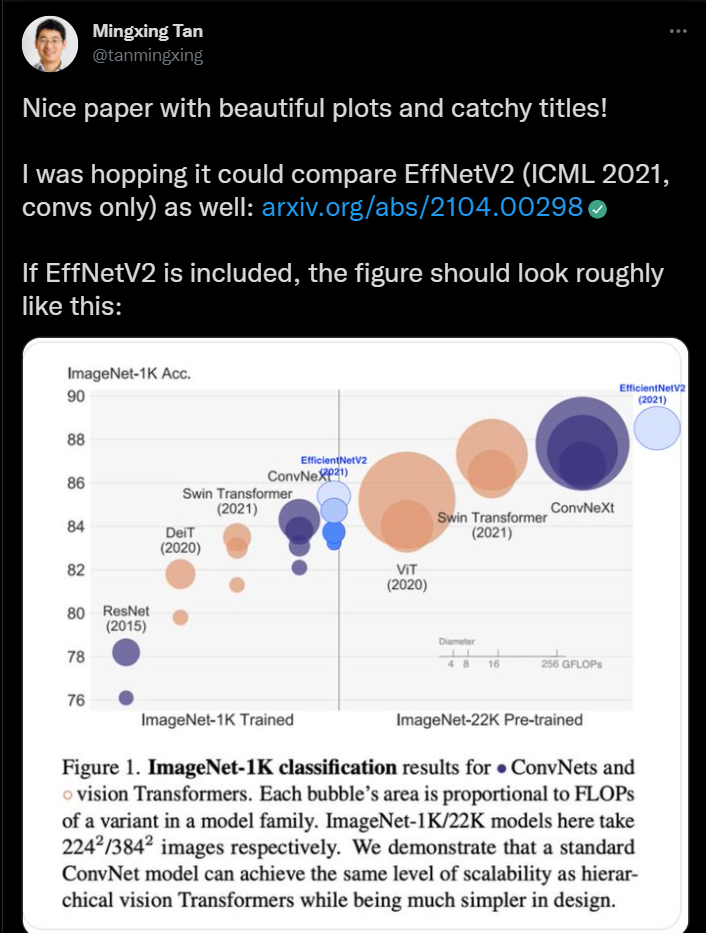 Mingxing Tan
@tanmingxing
Nice paper with beautiful plots and catchy titles!
I was hopping it could compare EffNetV2 (ICML 2021,
convs only) as well: arxiv.org/abs/2104.00298
If EffNetV2 is included, the figure should look roughly
like this:
ImageNet-1K Acc.
90
88
86
84
82
80
78
76
ResNet
(2015)
DeiT
(2020)
Swin Transformer
(2021)
ConvNeXt
EfficientNetV2
(2021)
ViT
(2020)
Swin Transformer
(2021)
ConvNeXt
EfficientNetV2
(2021)
Diameter
4 8 16 256 GFLOPs
ImageNet-1K Trained
ImageNet-22K Pre-trained
Figure 1. ImageNet-1K classification results for • ConvNets and
○ vision Transformers. Each bubble's area is proportional to FLOPs
of a variant in a model family. ImageNet-1K/22K models here take
224²/384² images respectively. We demonstrate that a standard
ConvNet model can achieve the same level of scalability as hierar-
chical vision Transformers while being much simpler in design.